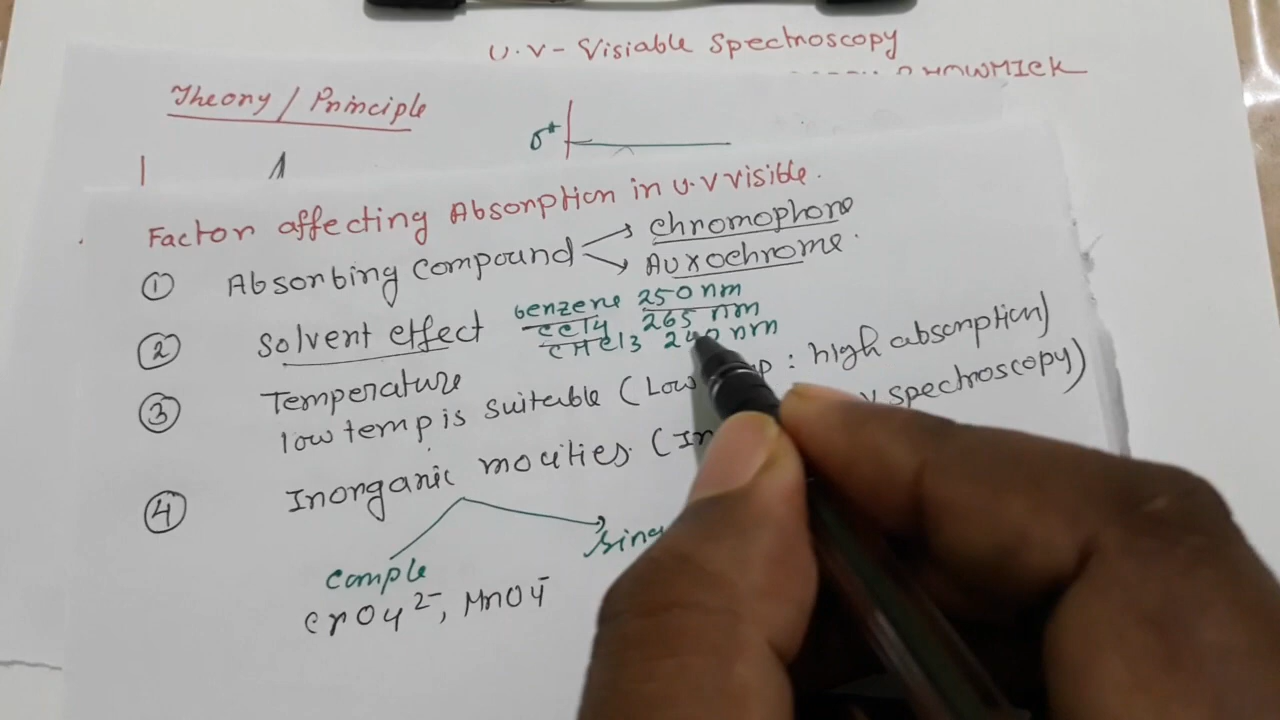 U.V - Visiable Spectroscopy
Theory / Principle
σ*
Factor affecting Absorption in U.V visible.
① Absorbing compound → chromophore
→ Auxochrome.
② Solvent effect benzene 250 nm
CCl4 265 nm
CHCl3 nm
③ Temperature
low temp is suitable (Low : high absorption)
④ Inorganic moities. ( spectroscopy)
comple
CrO4 2-, MnO4-